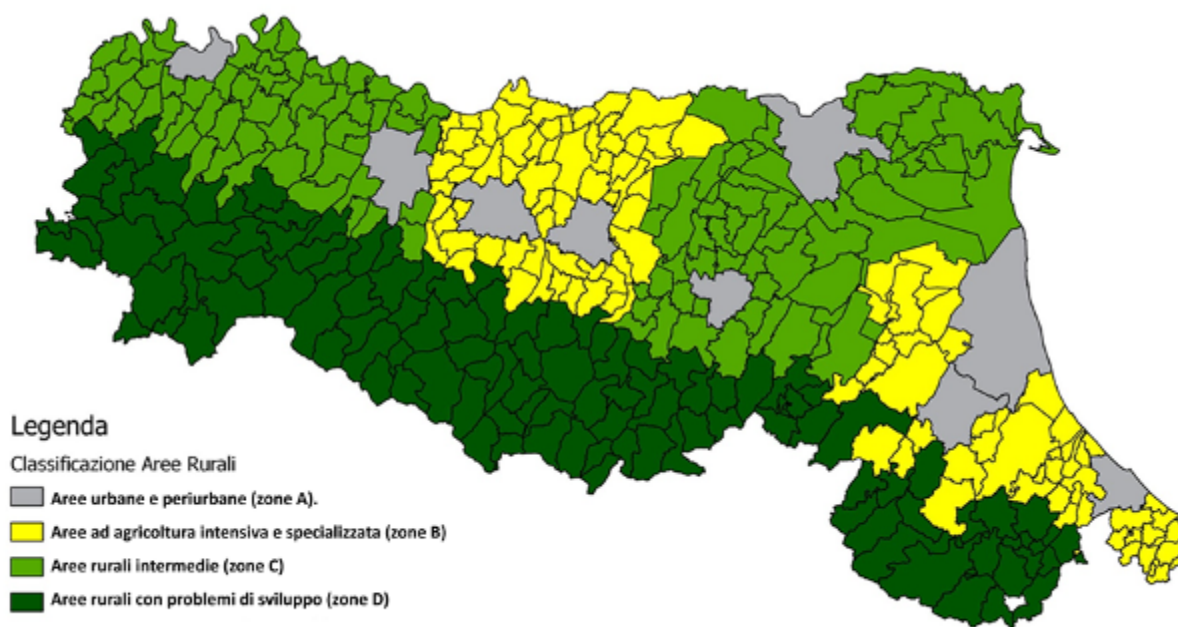 Legenda
Classificazione Aree Rurali
Aree urbane e periurbane (zone A).
Aree ad agricoltura intensiva e specializzata (zone B)
Aree rurali intermedie (zone C)
Aree rurali con problemi di sviluppo (zone D)